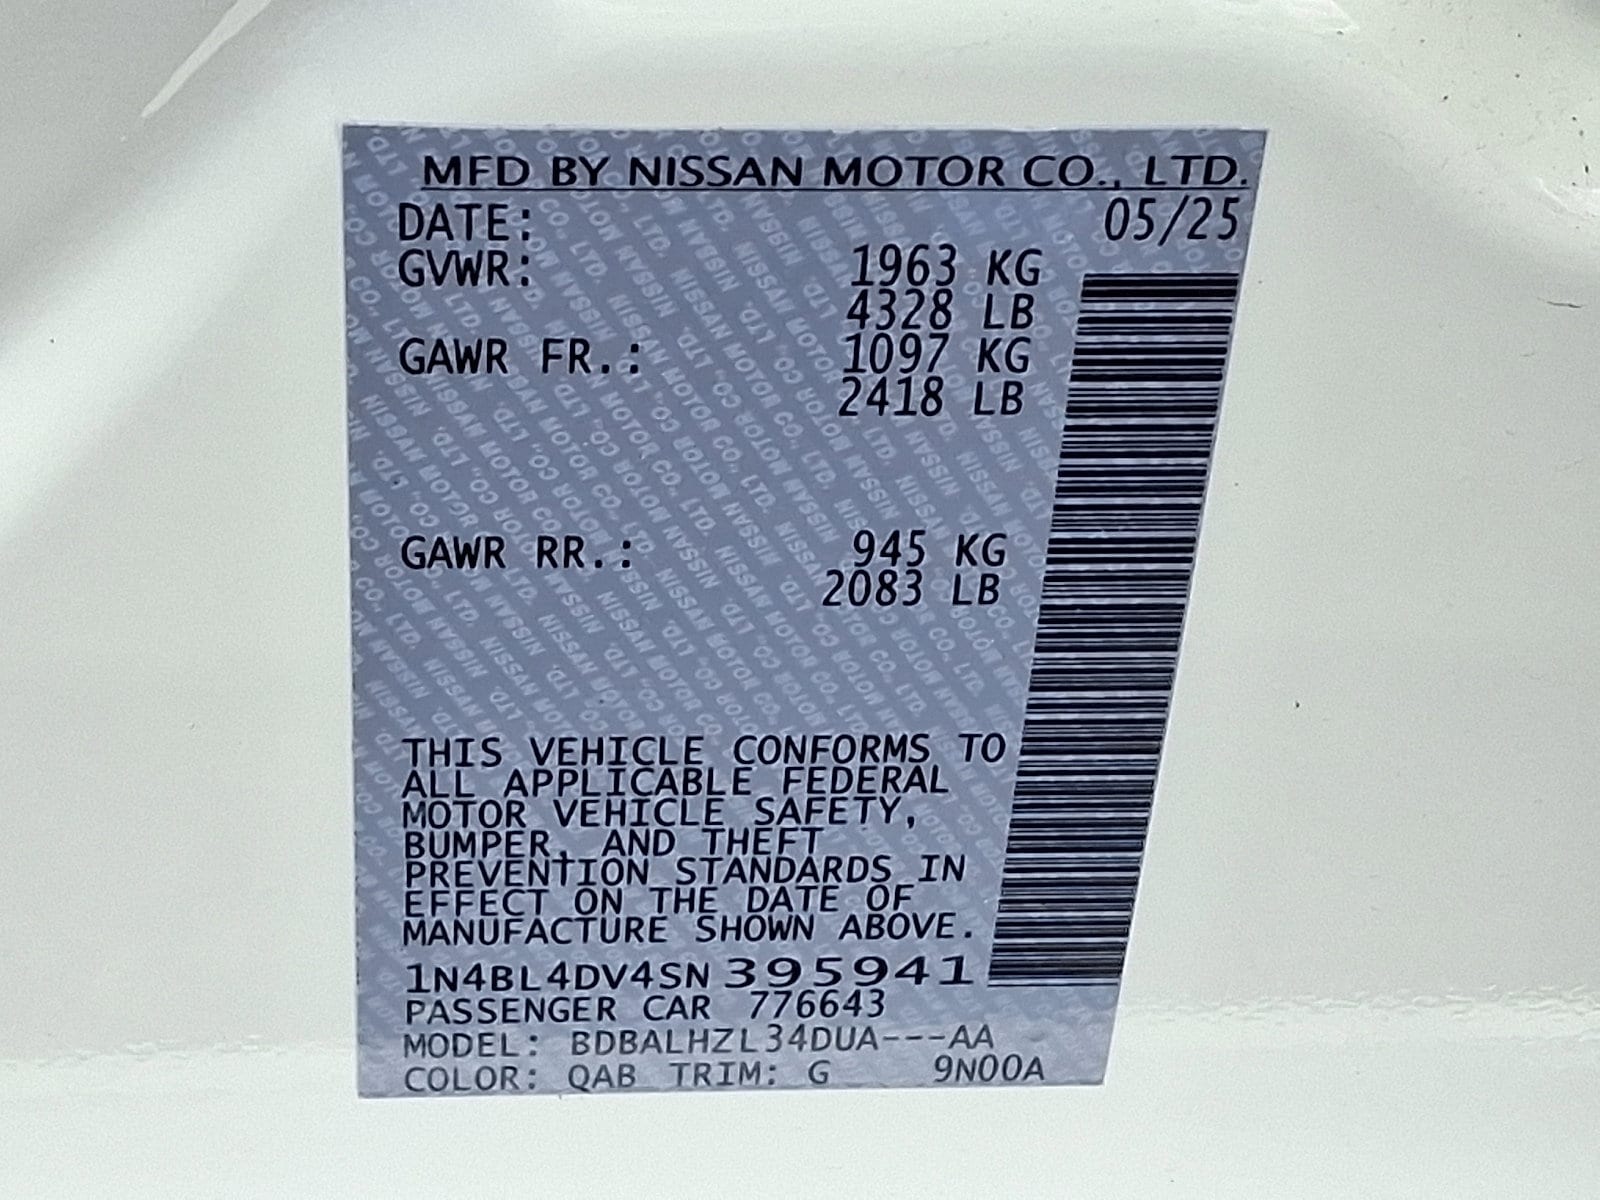 MFD BY NISSAN MOTOR CO., LTD.
DATE: 05/25
GVWR: 1963 KG
4328 LB
GAWR FR.: 1097 KG
2418 LB
GAWR RR.: 945 KG
2083 LB
THIS VEHICLE CONFORMS TO
ALL APPLICABLE FEDERAL
MOTOR VEHICLE SAFETY,
BUMPER, AND THEFT
PREVENTION STANDARDS IN
EFFECT ON THE DATE OF
MANUFACTURE SHOWN ABOVE.
1N4BL4DV4SN395941
PASSENGER CAR 776643
MODEL: BDBALHZL34DUA---AA
COLOR: QAB TRIM: G 9N00A